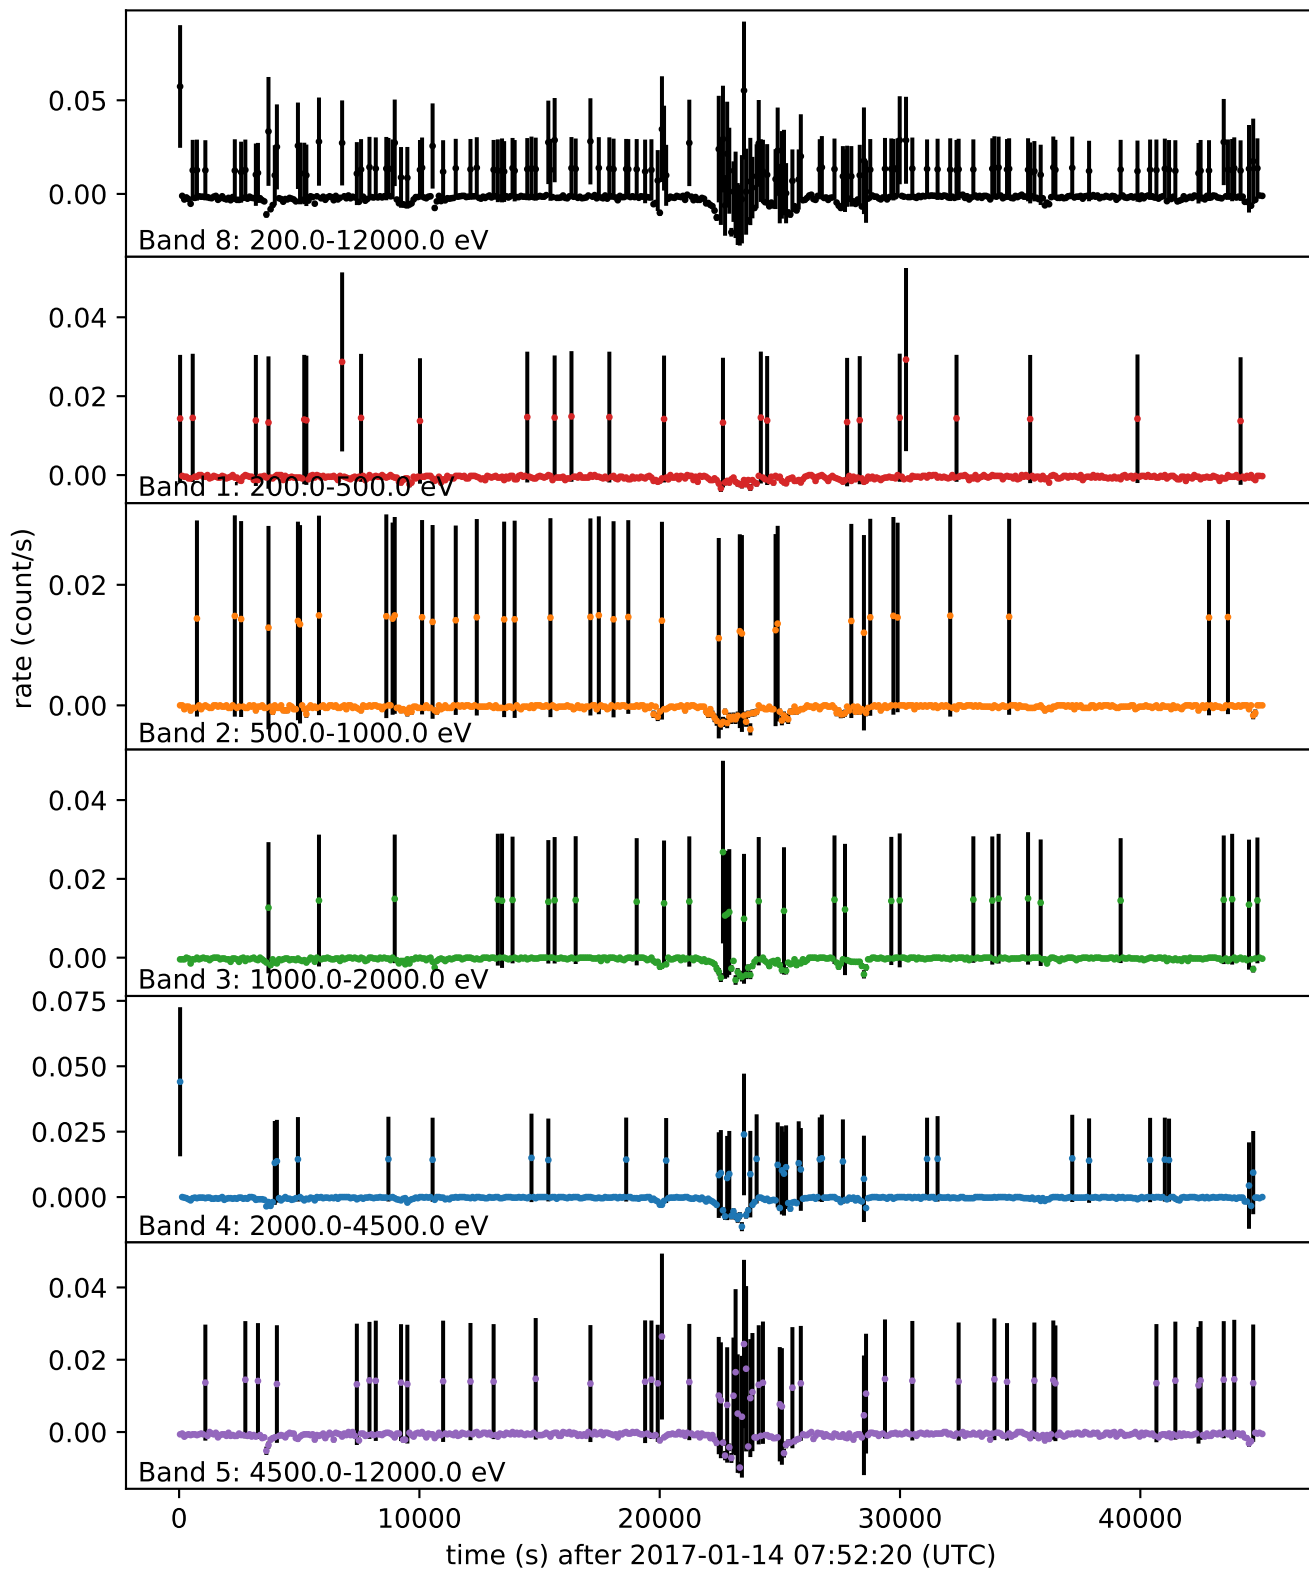 0.05
0.00
Band 8: 200.0-12000.0 eV
0.04
0.02
0.00
Band 1: 200.0-500.0 eV
rate (count/s)
0.02
0.00
Band 2: 500.0-1000.0 eV
0.04
0.02
0.00
Band 3: 1000.0-2000.0 eV
0.075
0.050
0.025
0.000
Band 4: 2000.0-4500.0 eV
0.04
0.02
0.00
Band 5: 4500.0-12000.0 eV
0 10000 20000 30000 40000
time (s) after 2017-01-14 07:52:20 (UTC)